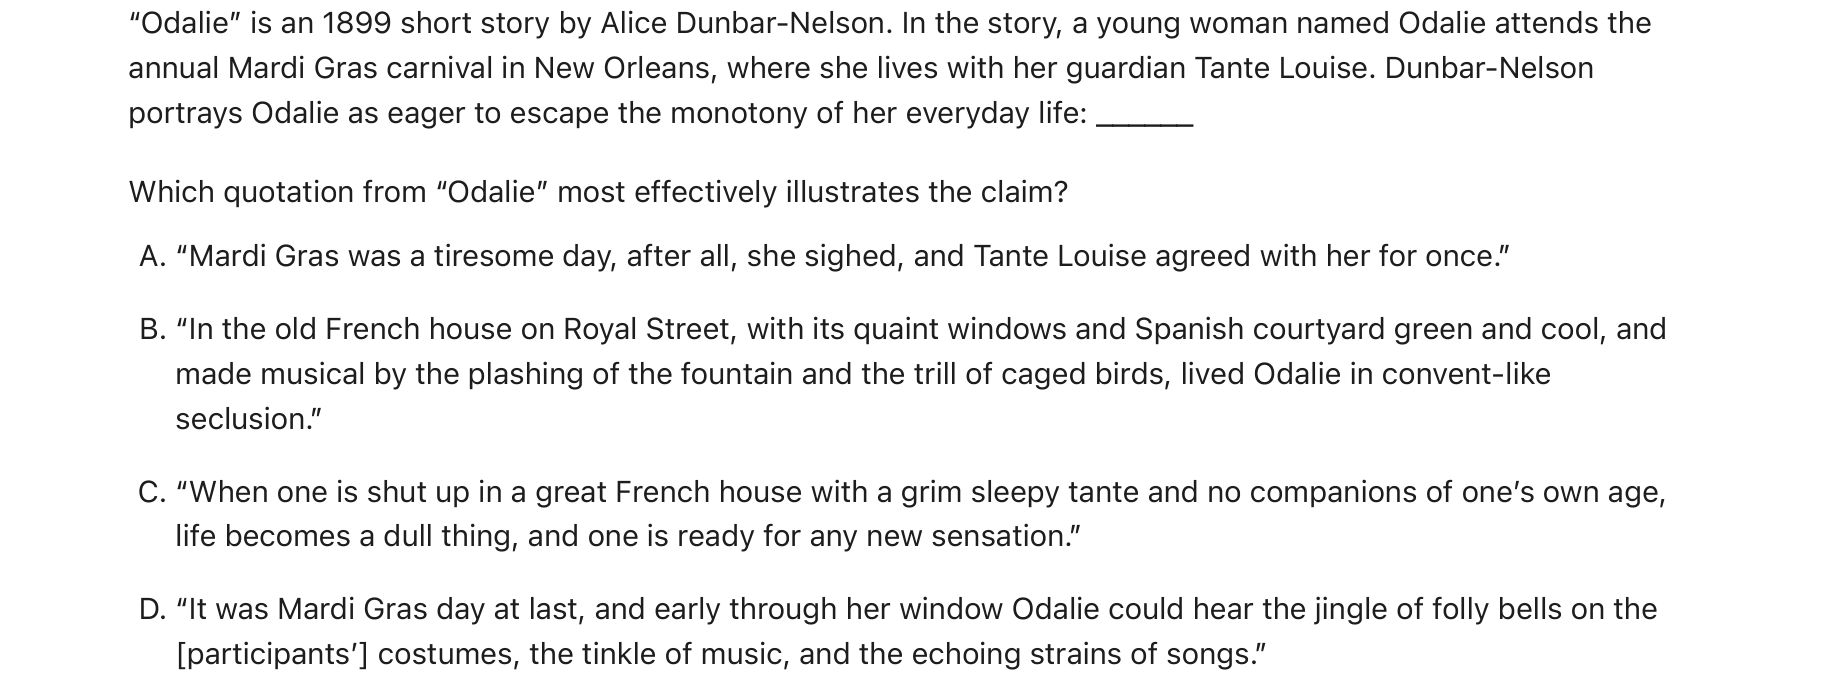 “Odalie” is an 1899 short story by Alice Dunbar-Nelson. In the story, a young woman named Odalie attends the
annual Mardi Gras carnival in New Orleans, where she lives with her guardian Tante Louise. Dunbar-Nelson
portrays Odalie as eager to escape the monotony of her everyday life: ______
Which quotation from “Odalie” most effectively illustrates the claim?
A. “Mardi Gras was a tiresome day, after all, she sighed, and Tante Louise agreed with her for once.”
B. “In the old French house on Royal Street, with its quaint windows and Spanish courtyard green and cool, and
made musical by the plashing of the fountain and the trill of caged birds, lived Odalie in convent-like
seclusion.”
C. “When one is shut up in a great French house with a grim sleepy tante and no companions of one’s own age,
life becomes a dull thing, and one is ready for any new sensation.”
D. “It was Mardi Gras day at last, and early through her window Odalie could hear the jingle of folly bells on the
[participants’] costumes, the tinkle of music, and the echoing strains of songs.”